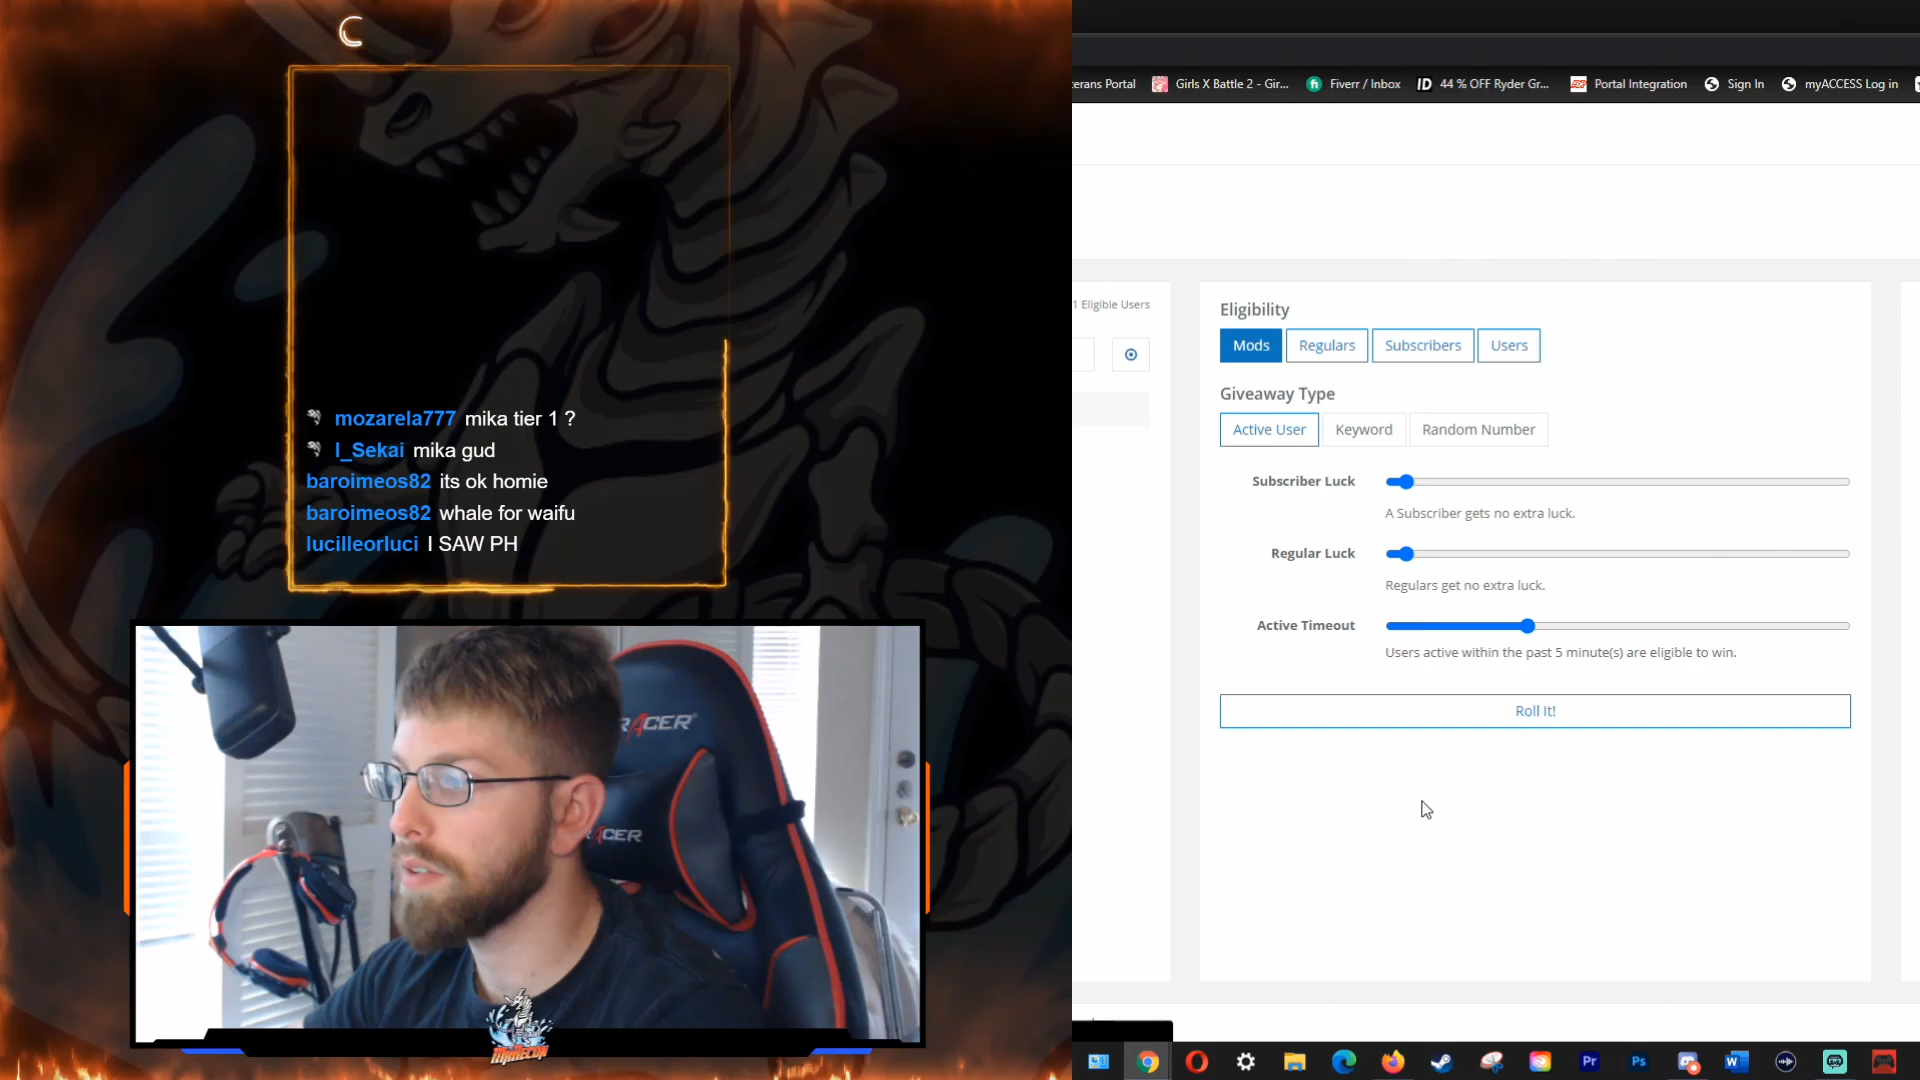 erans Portal
Girls X Battle 2 - Gir...
Fiverr / Inbox
44 % OFF Ryder Gr...
Portal Integration
Sign In
myACCESS Log in
1 Eligible Users
Eligibility
Mods
Regulars
Subscribers
Users
Giveaway Type
Active User
Keyword
Random Number
Subscriber Luck
A Subscriber gets no extra luck.
Regular Luck
Regulars get no extra luck.
Active Timeout
Users active within the past 5 minute(s) are eligible to win.
Roll It!
mozarela777 mika tier 1 ?
I_Sekai mika gud
baroimeos82 its ok homie
baroimeos82 whale for waifu
lucilleorluci I SAW PH
RACER
RACER